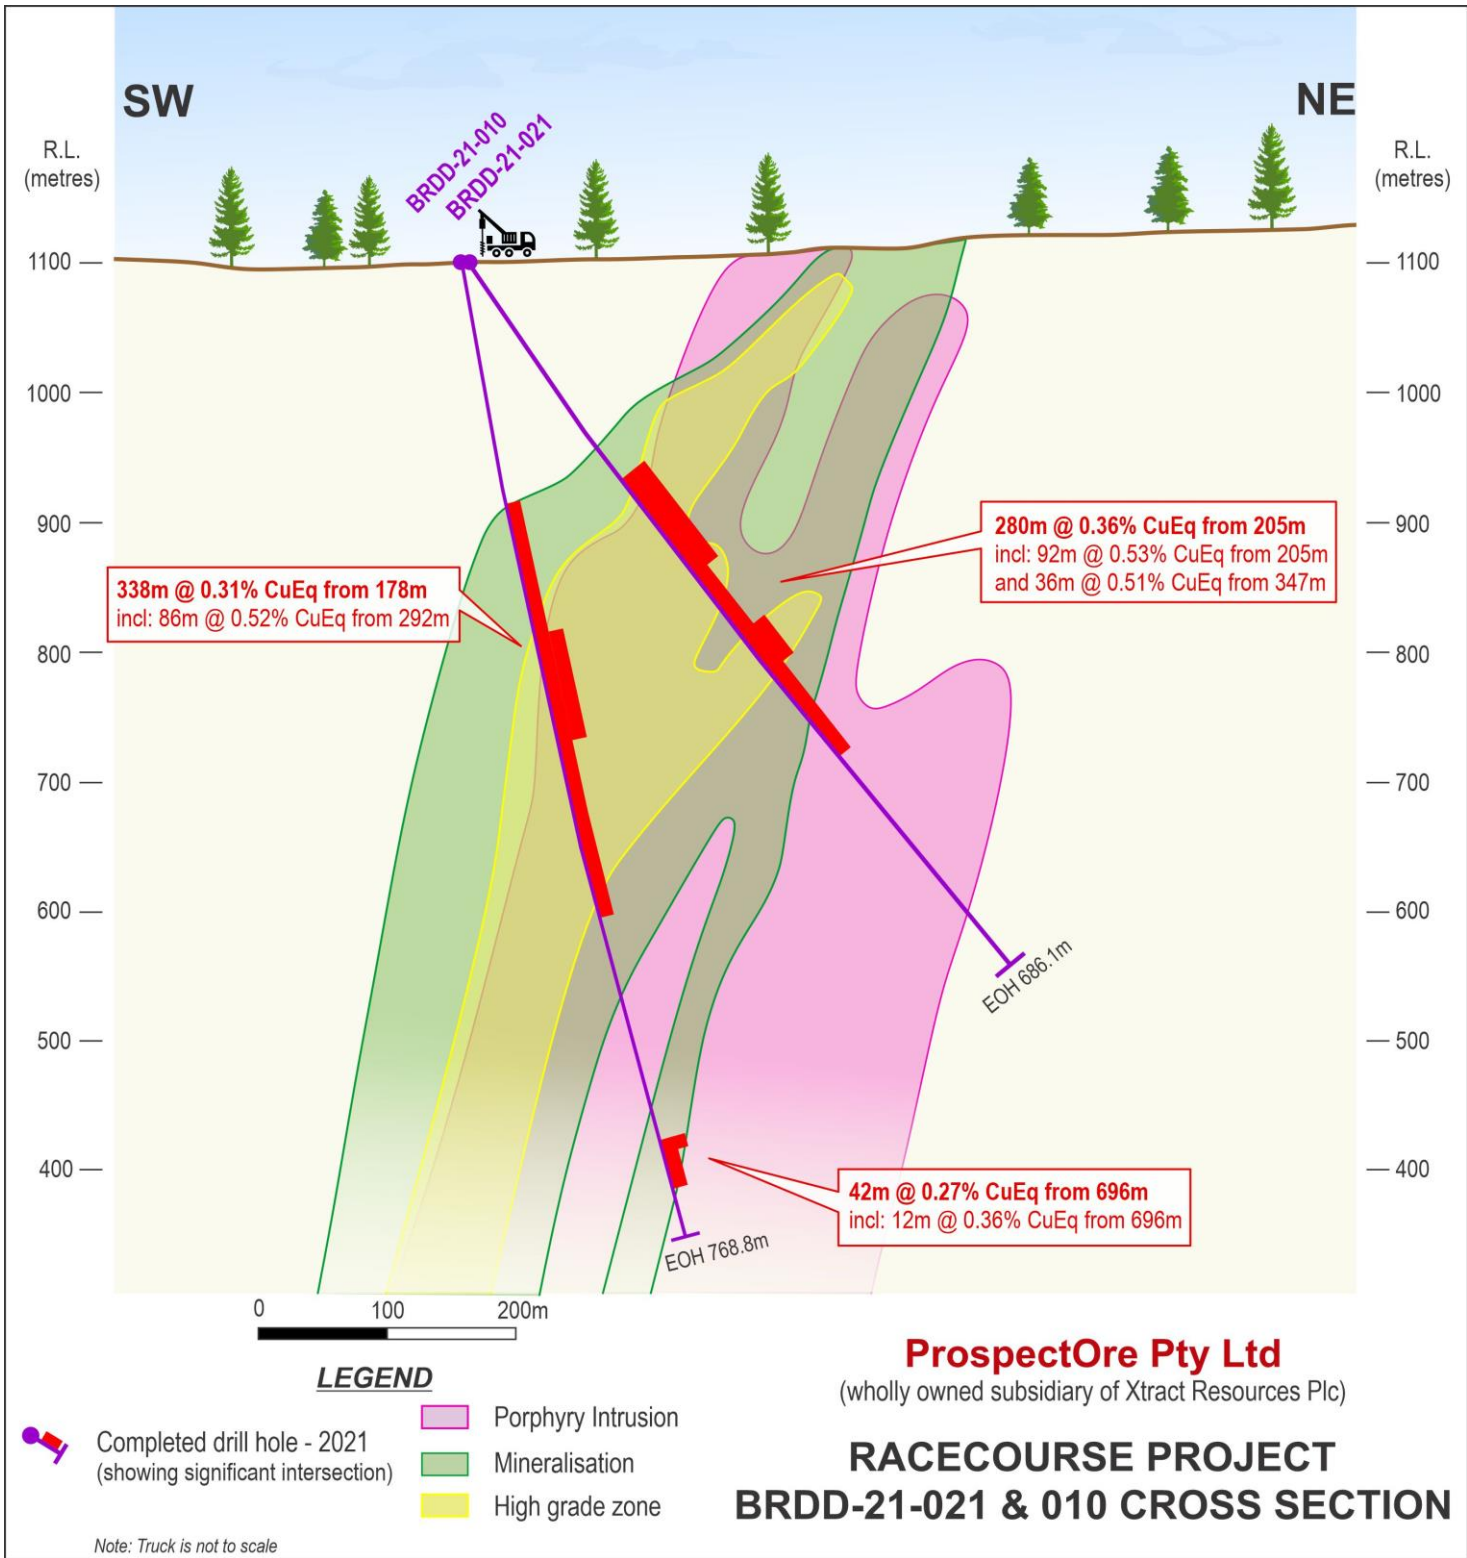 SW
NE
R.L.
(metres)
R.L.
(metres)
BRDD-21-010
BRDD-21-021
1100
1000
900
800
700
600
500
400
1100
1000
900
800
700
600
500
400
338m @ 0.31% CuEq from 178m
incl: 86m @ 0.52% CuEq from 292m
280m @ 0.36% CuEq from 205m
incl: 92m @ 0.53% CuEq from 205m
and 36m @ 0.51% CuEq from 347m
EOH 686.1m
42m @ 0.27% CuEq from 696m
incl: 12m @ 0.36% CuEq from 696m
EOH 768.8m
0 100 200m
LEGEND
Completed drill hole - 2021
(showing significant intersection)
Porphyry Intrusion
Mineralisation
High grade zone
Note: Truck is not to scale
ProspectOre Pty Ltd
(wholly owned subsidiary of Xtract Resources Plc)
RACECOURSE PROJECT
BRDD-21-021 & 010 CROSS SECTION